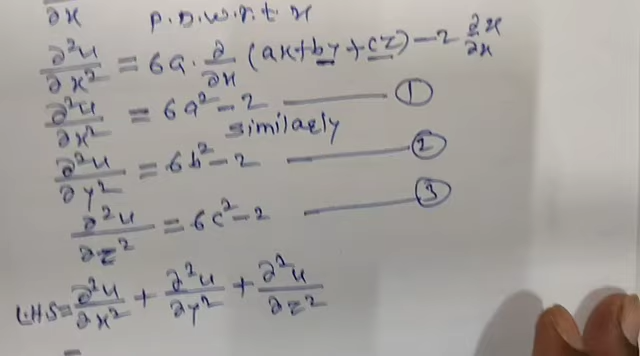 ∂x P.D.w.r.t x
∂²u/∂x² = 6a · ∂/∂x (ax+by+cz) - 2 ∂x/∂x
∂²u/∂x² = 6a² - 2 ——— ①
similarly
∂²u/∂y² = 6b² - 2 ——— ②
∂²u/∂z² = 6c² - 2 ——— ③
LHS = ∂²u/∂x² + ∂²u/∂y² + ∂²u/∂z²
=